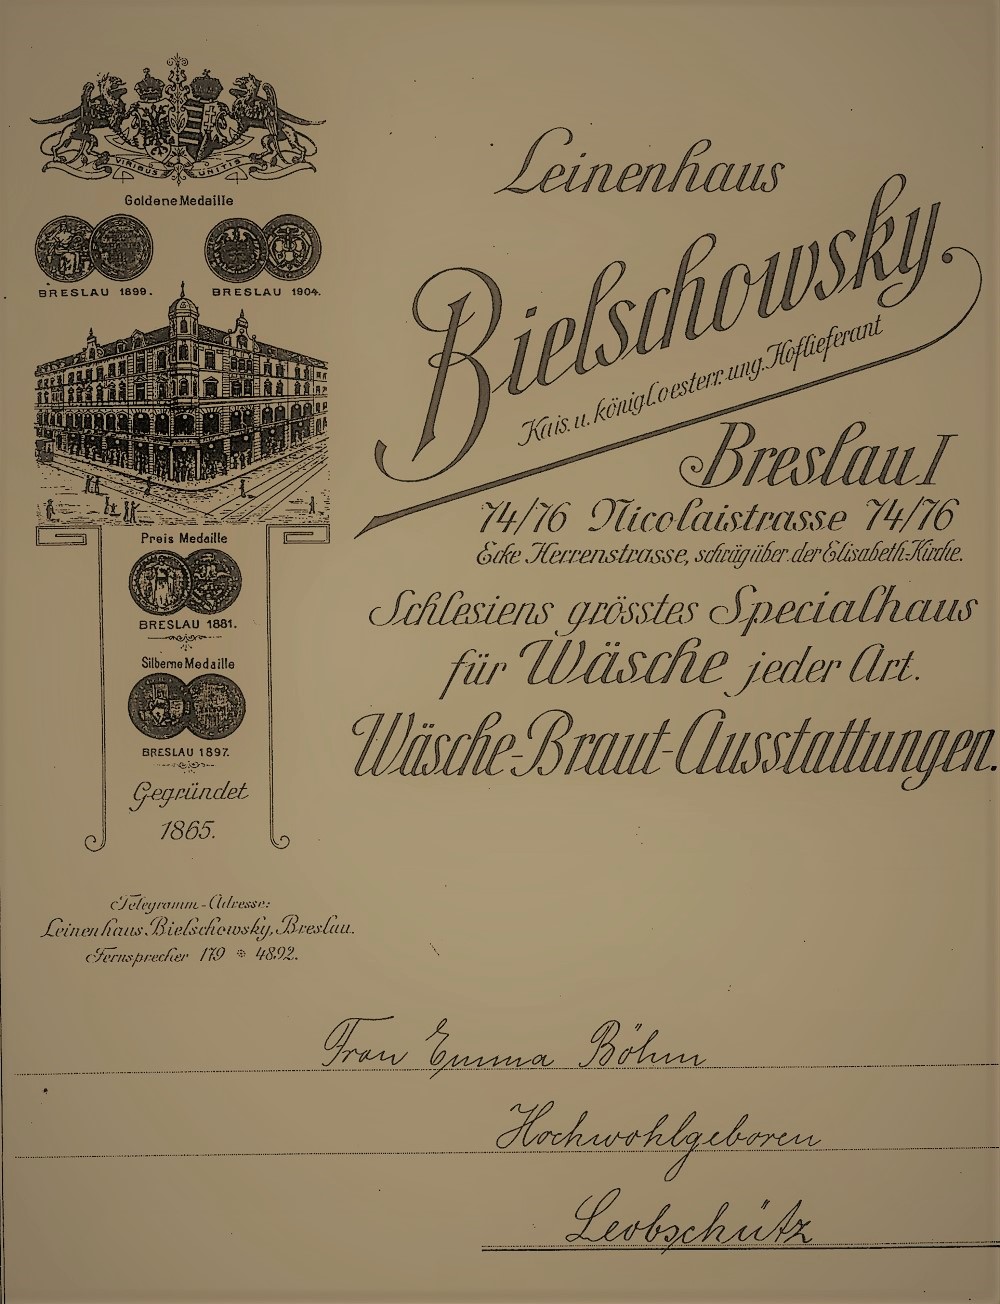 VIRIBUS UNITIS
Goldene Medaille
BRESLAU 1899.
BRESLAU 1904.
Preis Medaille
BRESLAU 1881.
Silberne Medaille
BRESLAU 1897.
Gegründet
1865.
Telegramm-Adresse:
Leinenhaus Bielschowsky, Breslau.
Fernsprecher 179 * 4892.
Leinenhaus
Bielschowsky.
Kais. u. königl. oesterr. ung. Hoflieferant
Breslau I
74/76 Nicolaistrasse 74/76
Ecke Herrenstrasse, schräg über der Elisabeth-Kirche.
Schlesiens grösstes Specialhaus
für Wäsche jeder Art.
Wäsche-Braut-Ausstattungen.
Frau Emma Böhm
Hochwohlgeboren
Leobschütz